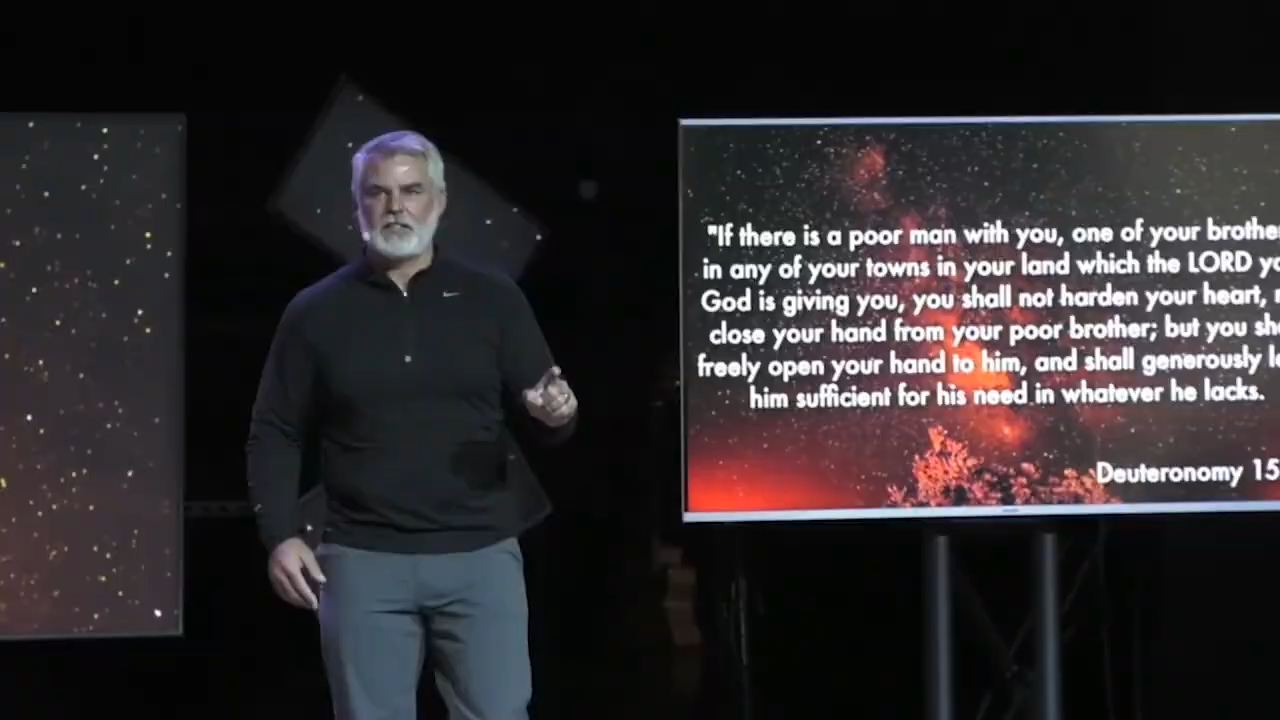 "If there is a poor man with you, one of your brothe
in any of your towns in your land which the LORD yo
God is giving you, you shall not harden your heart,
close your hand from your poor brother; but you sh
freely open your hand to him, and shall generously
him sufficient for his need in whatever he lacks.
Deuteronomy 15